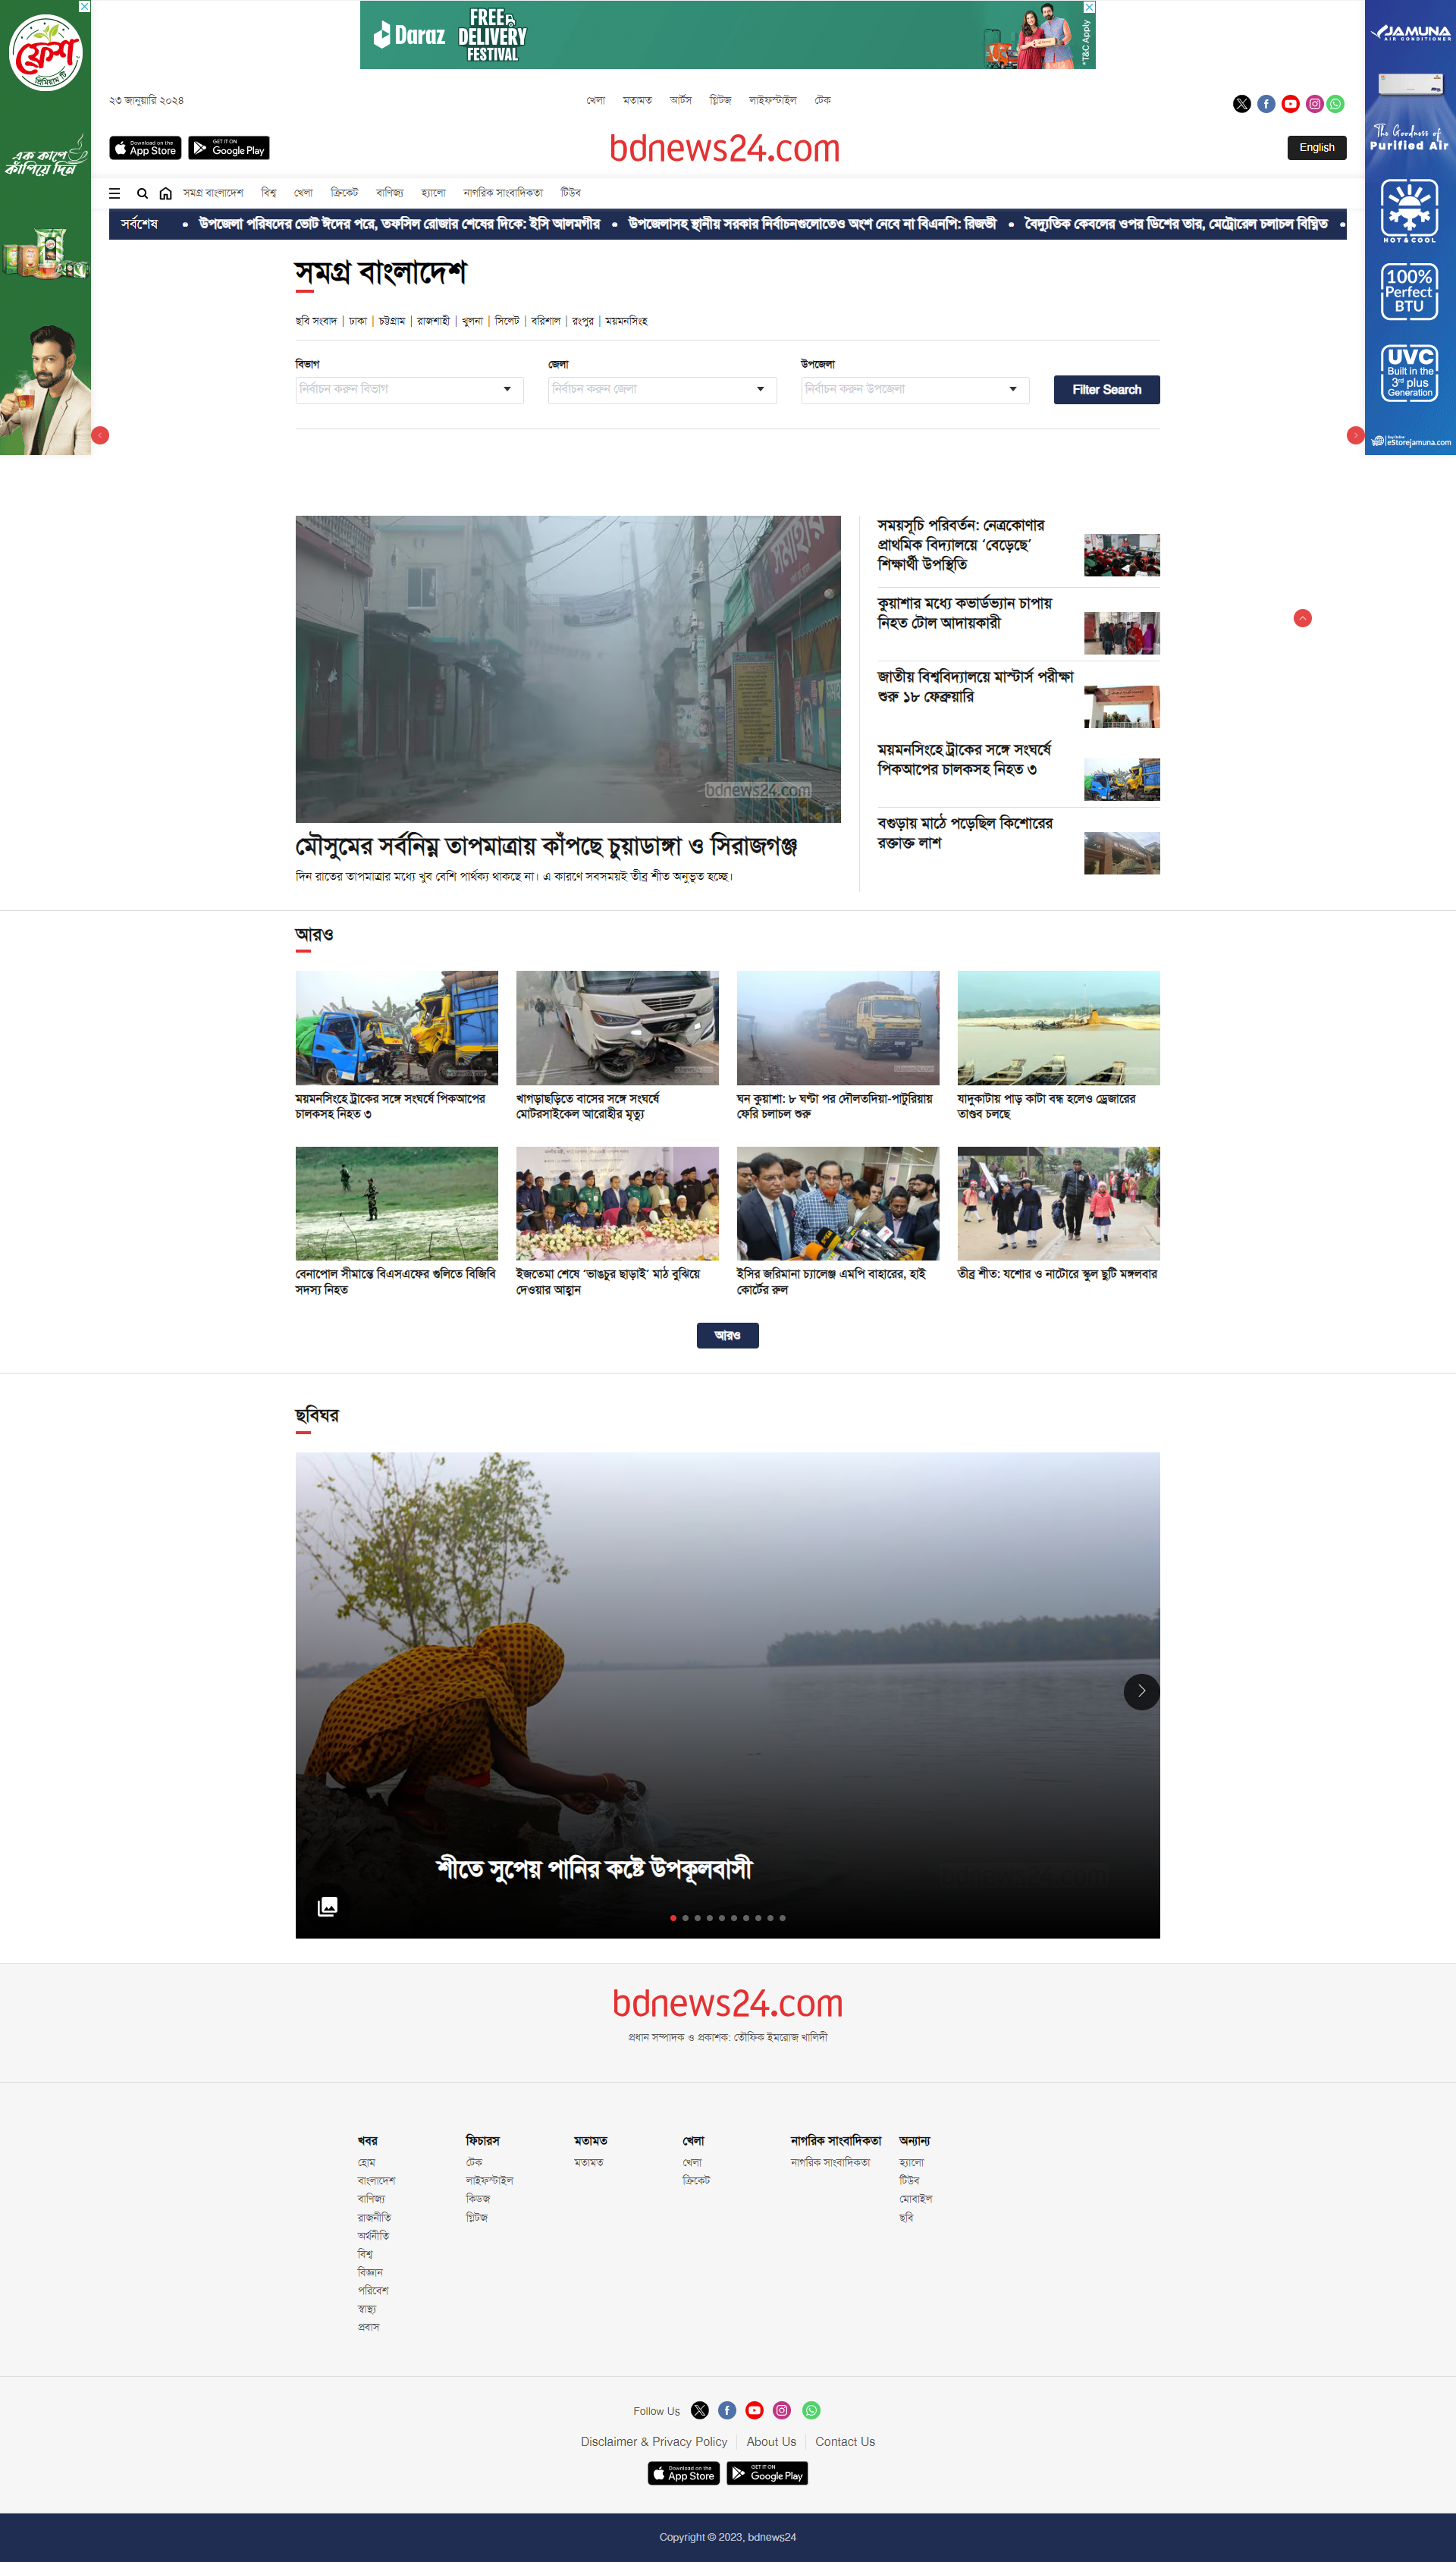 ফ্রেশ
প্রিমিয়াম টি
এক কাপে
কাঁপিয়ে দিন
Daraz
FREE
DELIVERY
FESTIVAL
*T&C Apply
JAMUNA
AIR CONDITIONER
The Goodness of
Purified Air
HOT & COOL
100%
Perfect
BTU
UVC
Built in the
3rd plus
Generation
eStorejamuna.com
২৩ জানুয়ারি ২০২৪
খেলা মতামত আর্টস গ্লিটজ লাইফস্টাইল টেক
Download on the App Store
GET IT ON Google Play
bdnews24.com
English
সমগ্র বাংলাদেশ বিশ্ব খেলা ক্রিকেট বাণিজ্য হ্যালো নাগরিক সাংবাদিকতা টিউব
সর্বশেষ • উপজেলা পরিষদের ভোট ঈদের পরে, তফসিল রোজার শেষের দিকে: ইসি আলমগীর • উপজেলাসহ স্থানীয় সরকার নির্বাচনগুলোতেও অংশ নেবে না বিএনপি: রিজভী • বৈদ্যুতিক কেবলের ওপর ডিশের তার, মেট্রোরেল চলাচল বিঘ্নিত •
সমগ্র বাংলাদেশ
ছবি সংবাদ | ঢাকা | চট্টগ্রাম | রাজশাহী | খুলনা | সিলেট | বরিশাল | রংপুর | ময়মনসিংহ
বিভাগ জেলা উপজেলা
নির্বাচন করুন বিভাগ নির্বাচন করুন জেলা নির্বাচন করুন উপজেলা Filter Search
সমাহার
bdnews24.com
মৌসুমের সর্বনিম্ন তাপমাত্রায় কাঁপছে চুয়াডাঙ্গা ও সিরাজগঞ্জ
দিন রাতের তাপমাত্রার মধ্যে খুব বেশি পার্থক্য থাকছে না। এ কারণে সবসময়ই তীব্র শীত অনুভূত হচ্ছে।
সময়সূচি পরিবর্তন: নেত্রকোণার
প্রাথমিক বিদ্যালয়ে ‘বেড়েছে’
শিক্ষার্থী উপস্থিতি
কুয়াশার মধ্যে কভার্ডভ্যান চাপায়
নিহত টোল আদায়কারী
জাতীয় বিশ্ববিদ্যালয়ে মাস্টার্স পরীক্ষা
শুরু ১৮ ফেব্রুয়ারি
ময়মনসিংহে ট্রাকের সঙ্গে সংঘর্ষে
পিকআপের চালকসহ নিহত ৩
বগুড়ায় মাঠে পড়েছিল কিশোরের
রক্তাক্ত লাশ
আরও
ময়মনসিংহে ট্রাকের সঙ্গে সংঘর্ষে পিকআপের
চালকসহ নিহত ৩
খাগড়াছড়িতে বাসের সঙ্গে সংঘর্ষে
মোটরসাইকেল আরোহীর মৃত্যু
ঘন কুয়াশা: ৮ ঘণ্টা পর দৌলতদিয়া-পাটুরিয়ায়
ফেরি চলাচল শুরু
যাদুকাটায় পাড় কাটা বন্ধ হলেও ড্রেজারের
তাণ্ডব চলছে
বেনাপোল সীমান্তে বিএসএফের গুলিতে বিজিবি
সদস্য নিহত
ইজতেমা শেষে ‘ভাঙচুর ছাড়াই’ মাঠ বুঝিয়ে
দেওয়ার আহ্বান
ইসির জরিমানা চ্যালেঞ্জ এমপি বাহারের, হাই
কোর্টের রুল
তীব্র শীত: যশোর ও নাটোরে স্কুল ছুটি মঙ্গলবার
আরও
ছবিঘর
শীতে সুপেয় পানির কষ্টে উপকূলবাসী
bdnews24.com
প্রধান সম্পাদক ও প্রকাশক: তৌফিক ইমরোজ খালিদী
খবর
হোম
বাংলাদেশ
বাণিজ্য
রাজনীতি
অর্থনীতি
বিশ্ব
বিজ্ঞান
পরিবেশ
স্বাস্থ্য
প্রবাস
ফিচারস
টেক
লাইফস্টাইল
কিডজ
গ্লিটজ
মতামত
মতামত
খেলা
খেলা
ক্রিকেট
নাগরিক সাংবাদিকতা
নাগরিক সাংবাদিকতা
অন্যান্য
হ্যালো
টিউব
মোবাইল
ছবি
Follow Us
Disclaimer & Privacy Policy | About Us | Contact Us
Download on the App Store
GET IT ON Google Play
Copyright © 2023, bdnews24